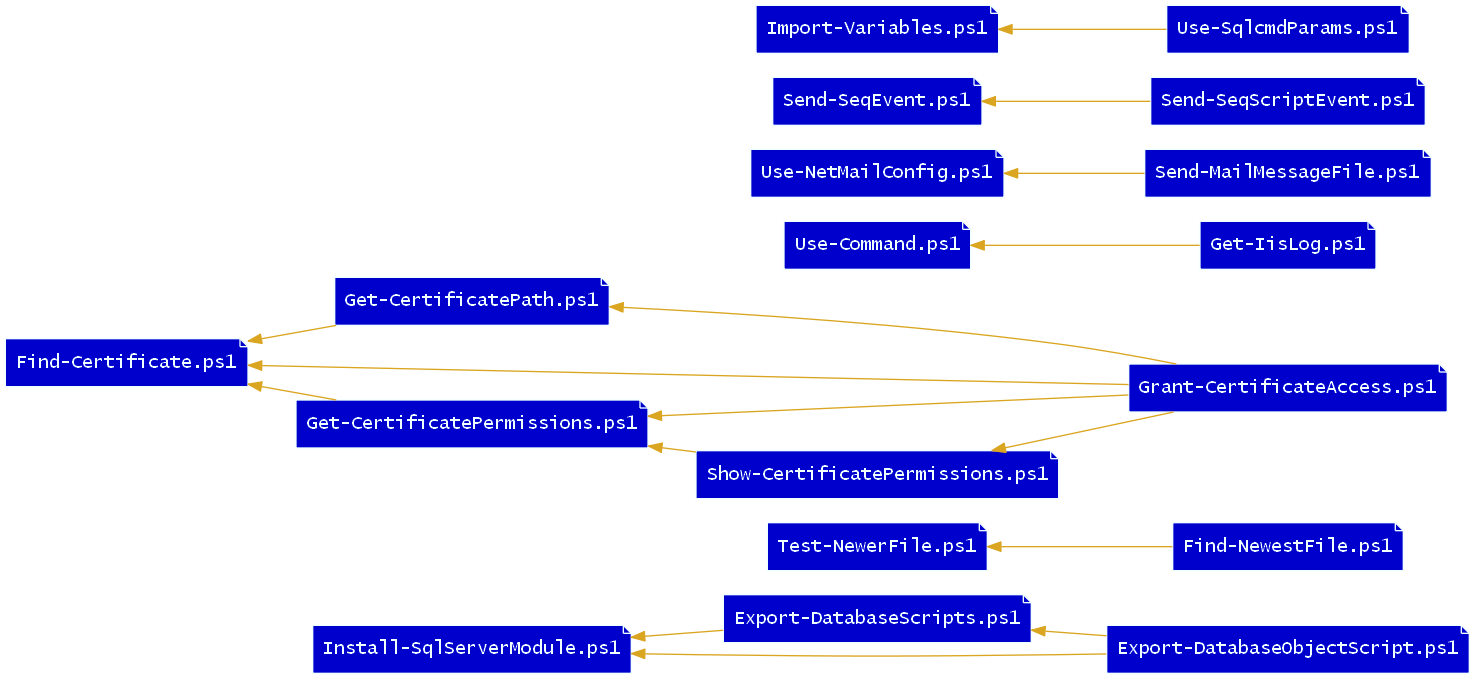 Import-Variables.ps1
Use-SqlcmdParams.ps1
Send-SeqEvent.ps1
Send-SeqScriptEvent.ps1
Use-NetMailConfig.ps1
Send-MailMessageFile.ps1
Use-Command.ps1
Get-IisLog.ps1
Get-CertificatePath.ps1
Find-Certificate.ps1
Grant-CertificateAccess.ps1
Get-CertificatePermissions.ps1
Show-CertificatePermissions.ps1
Test-NewerFile.ps1
Find-NewestFile.ps1
Export-DatabaseScripts.ps1
Install-SqlServerModule.ps1
Export-DatabaseObjectScript.ps1